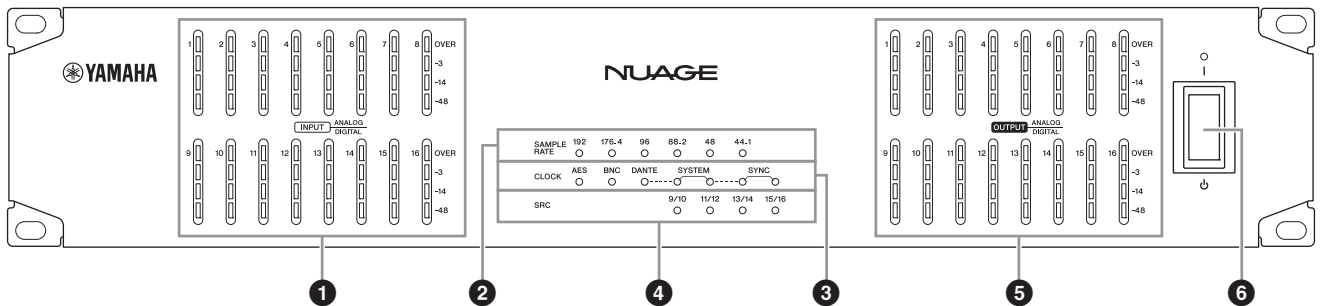 YAMAHA
NUAGE
1 2 3 4 5 6 7 8 OVER
-3
-14
-48
INPUT ANALOG
DIGITAL
9 10 11 12 13 14 15 16 OVER
-3
-14
-48
SAMPLE RATE 192 176.4 96 88.2 48 44.1
CLOCK AES BNC DANTE SYSTEM SYNC
SRC 9/10 11/12 13/14 15/16
1 2 3 4 5 6 7 8 OVER
-3
-14
-48
OUTPUT ANALOG
DIGITAL
9 10 11 12 13 14 15 16 OVER
-3
-14
-48
1 2 4 3 5 6